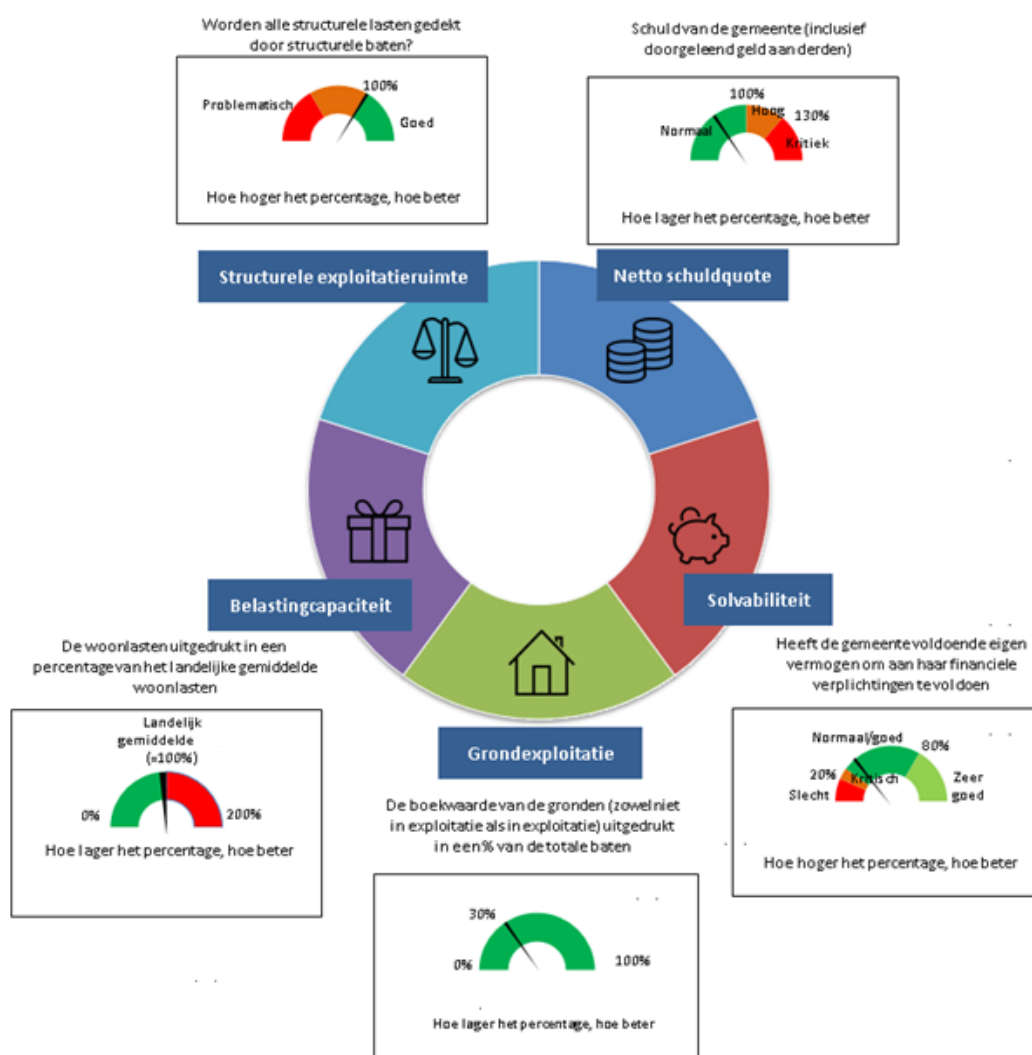 Worden alle structurele lasten gedekt
door structurele baten?
100%
Problematisch
Goed
Hoe hoger het percentage, hoe beter
Schuld van de gemeente (inclusief
doorgeleend geld aan derden)
100%
Hoog
130%
Normaal
Kritiek
Hoe lager het percentage, hoe beter
Structurele exploitatieruimte
Netto schuldquote
Belastingcapaciteit
Solvabiliteit
De woonlasten uitgedrukt in een
percentage van het landelijke gemiddelde
woonlasten
Landelijk
gemiddelde
(=100%)
0%
200%
Hoe lager het percentage, hoe beter
Heeft de gemeente voldoende eigen
vermogen om aan haar financiele
verplichtingen te voldoen
Normaal/goed
80%
20%
Kritisch
Zeer
Slecht
goed
Hoe hoger het percentage, hoe beter
Grondexploitatie
De boekwaarde van de gronden (zowel niet
in exploitatie als in exploitatie) uitgedrukt
in een % van de totale baten
30%
0%
100%
Hoe lager het percentage, hoe beter